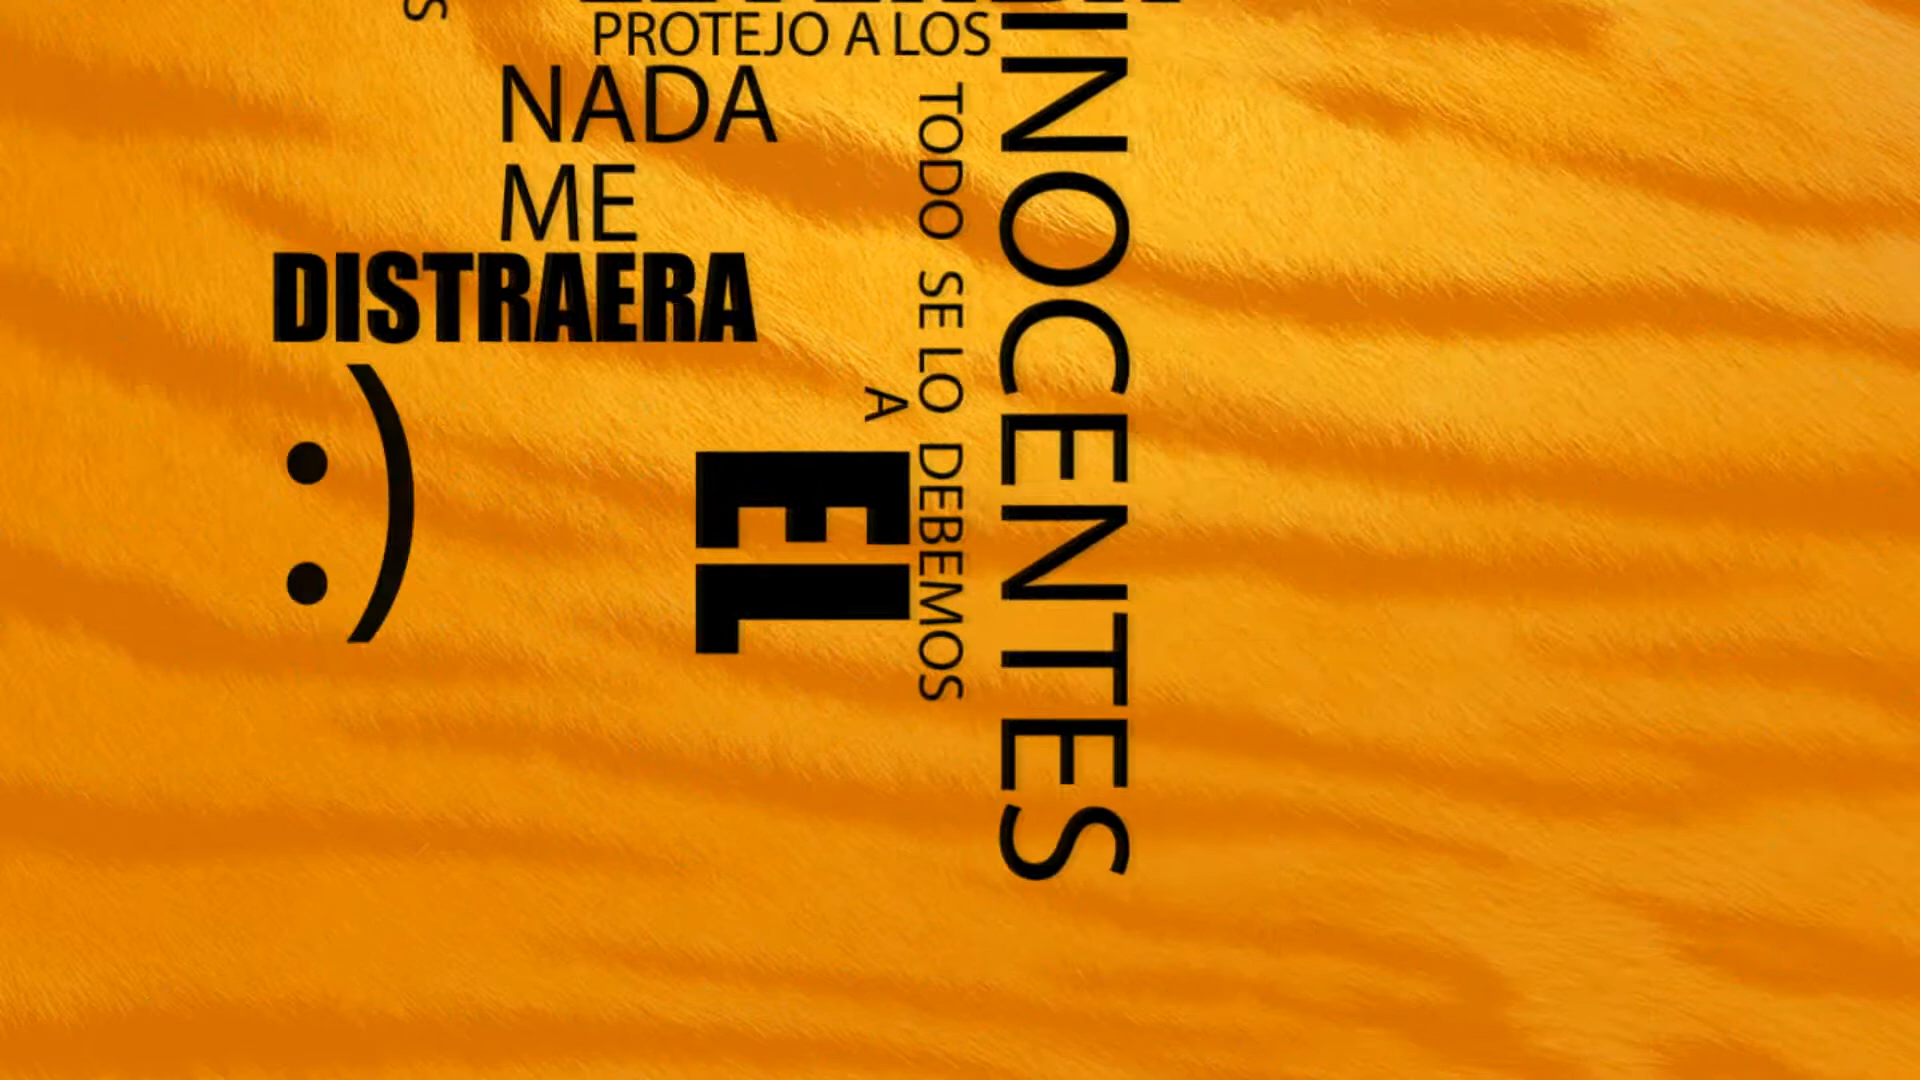 PROTEJO A LOS
INOCENTES
NADA
ME
DISTRAERA
:)
TODO SE LO DEBEMOS
A
EL